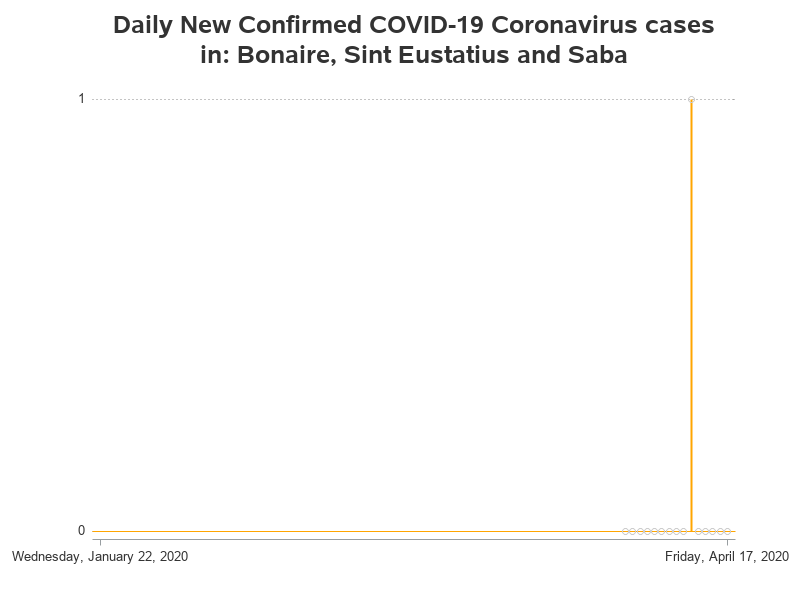 Daily New Confirmed COVID-19 Coronavirus cases
in: Bonaire, Sint Eustatius and Saba
1
0
Wednesday, January 22, 2020
Friday, April 17, 2020